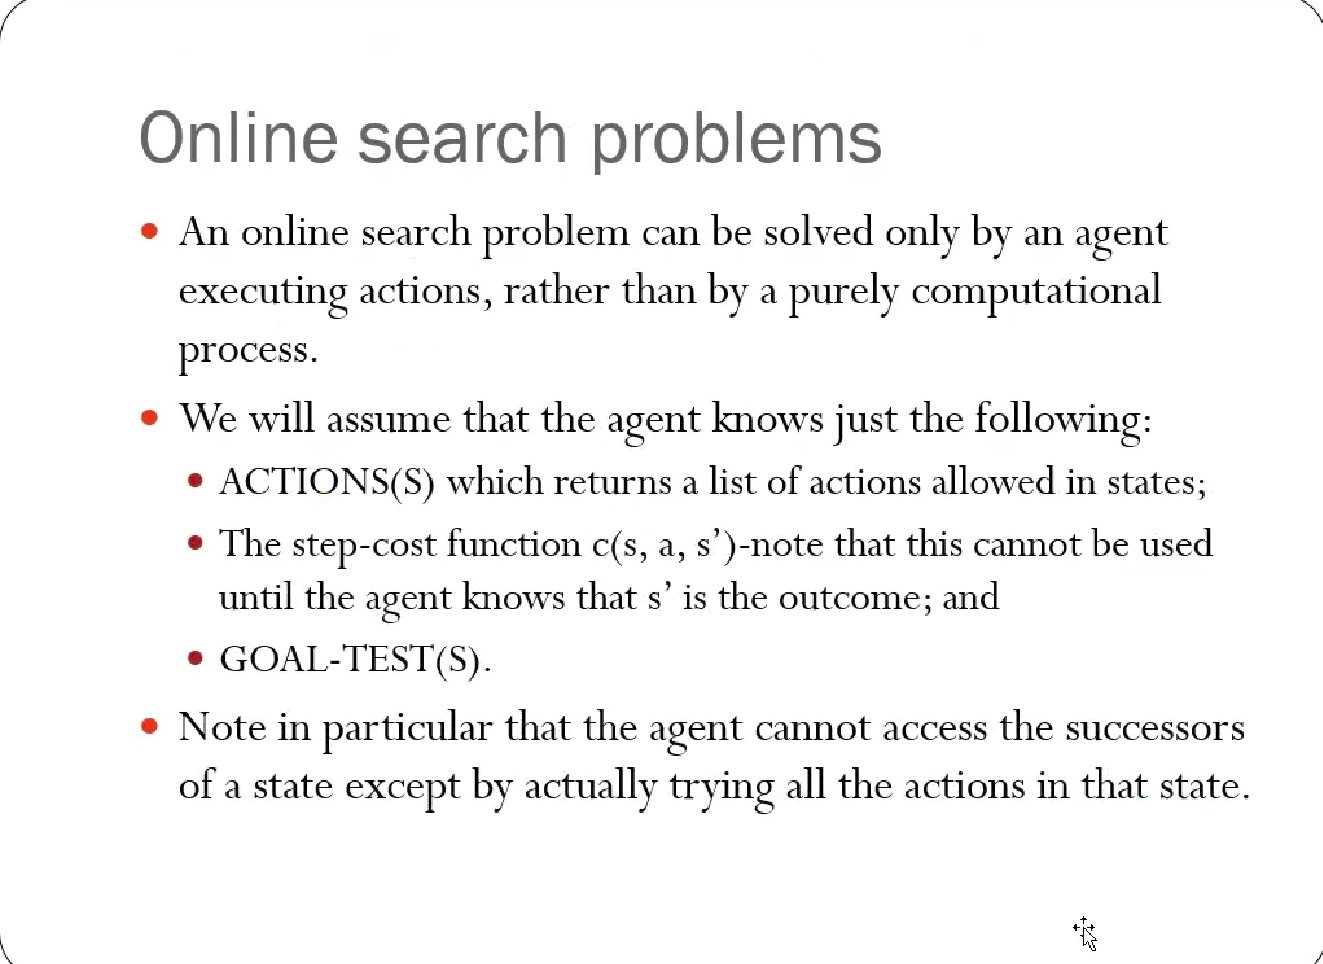 Online search problems
An online search problem can be solved only by an agent
executing actions, rather than by a purely computational
process.
We will assume that the agent knows just the following:
ACTIONS(S) which returns a list of actions allowed in states;
The step-cost function c(s, a, s’)-note that this cannot be used
until the agent knows that s’ is the outcome; and
GOAL-TEST(S).
Note in particular that the agent cannot access the successors
of a state except by actually trying all the actions in that state.